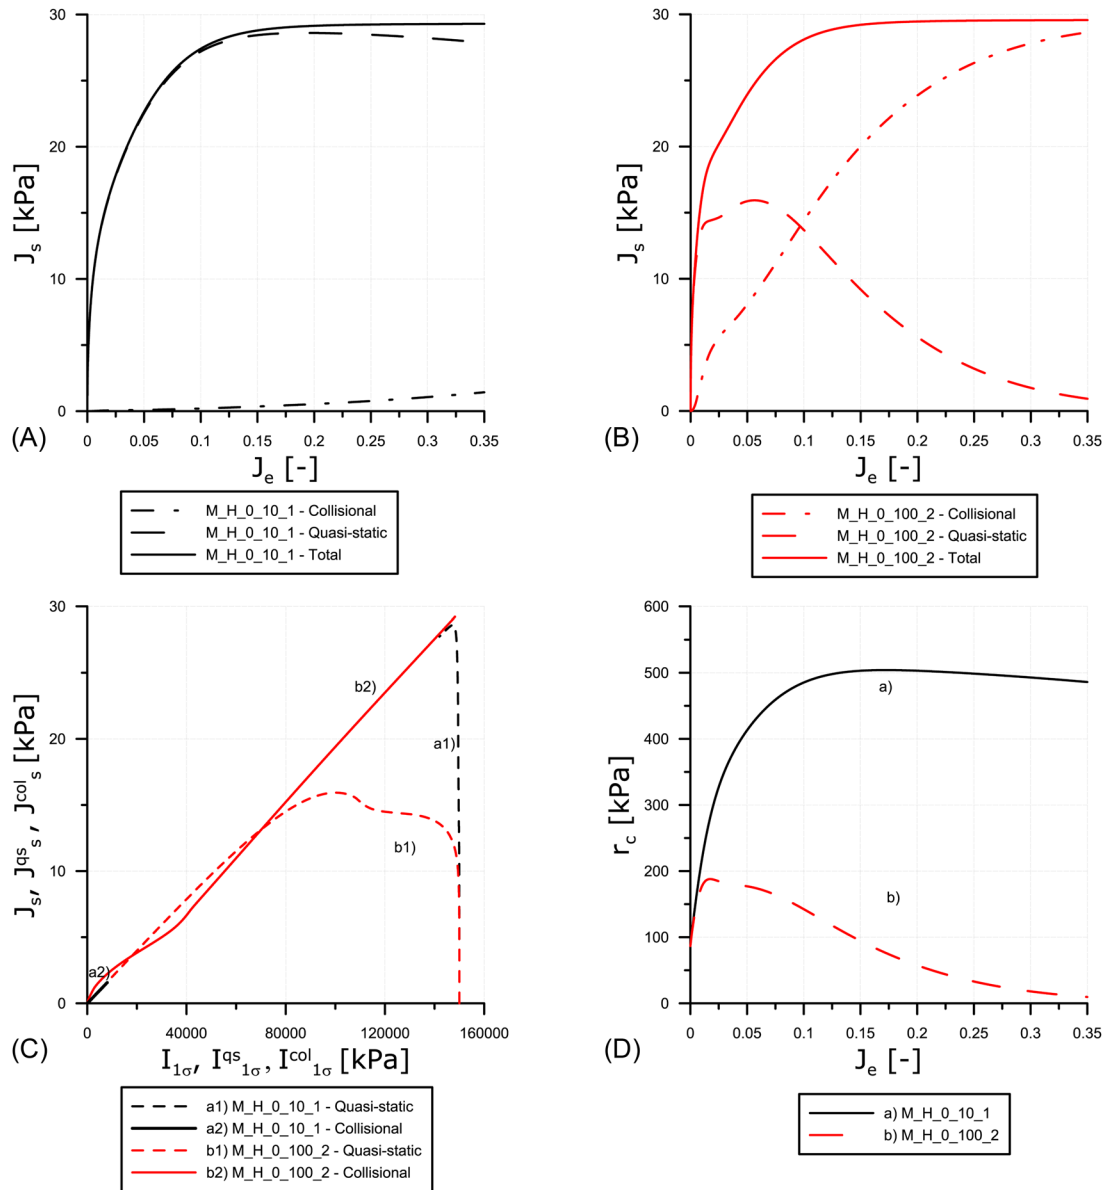 30
20
10
0
J_s [kPa]
0 0.05 0.1 0.15 0.2 0.25 0.3 0.35
J_e [-]
(A)
M_H_0_10_1 - Collisional
M_H_0_10_1 - Quasi-static
M_H_0_10_1 - Total
30
20
10
0
J_s [kPa]
0 0.05 0.1 0.15 0.2 0.25 0.3 0.35
J_e [-]
(B)
M_H_0_100_2 - Collisional
M_H_0_100_2 - Quasi-static
M_H_0_100_2 - Total
30
20
10
0
J_s, J^qs_s, J^col_s [kPa]
b2)
a1)
b1)
a2)
0 40000 80000 120000 160000
I_1σ, I^qs_1σ, I^col_1σ [kPa]
(C)
a1) M_H_0_10_1 - Quasi-static
a2) M_H_0_10_1 - Collisional
b1) M_H_0_100_2 - Quasi-static
b2) M_H_0_100_2 - Collisional
600
500
400
300
200
100
0
r_c [kPa]
a)
b)
0 0.05 0.1 0.15 0.2 0.25 0.3 0.35
J_e [-]
(D)
a) M_H_0_10_1
b) M_H_0_100_2